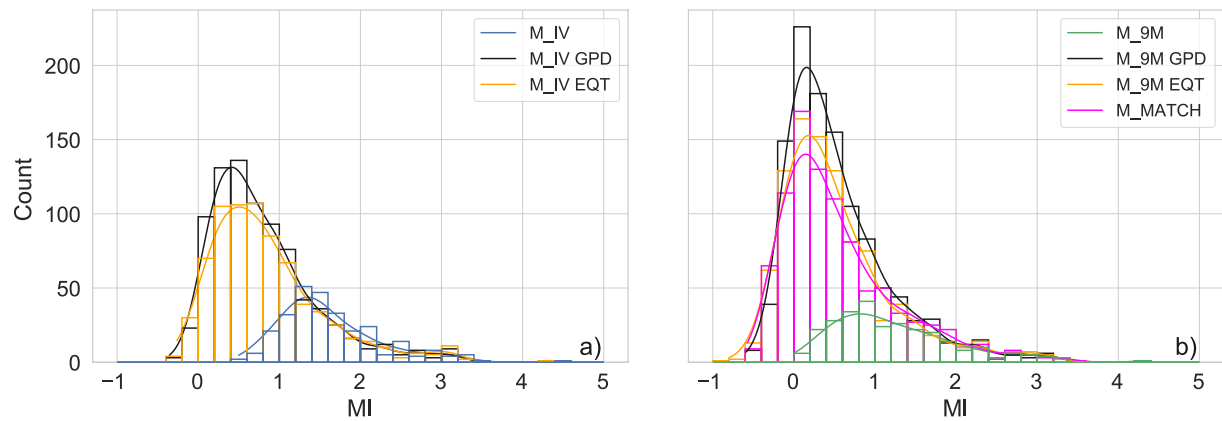 M_IV
M_IV GPD
M_IV EQT
200
150
100
50
0
Count
−1 0 1 2 3 4 5
MI
a)
M_9M
M_9M GPD
M_9M EQT
M_MATCH
−1 0 1 2 3 4 5
MI
b)